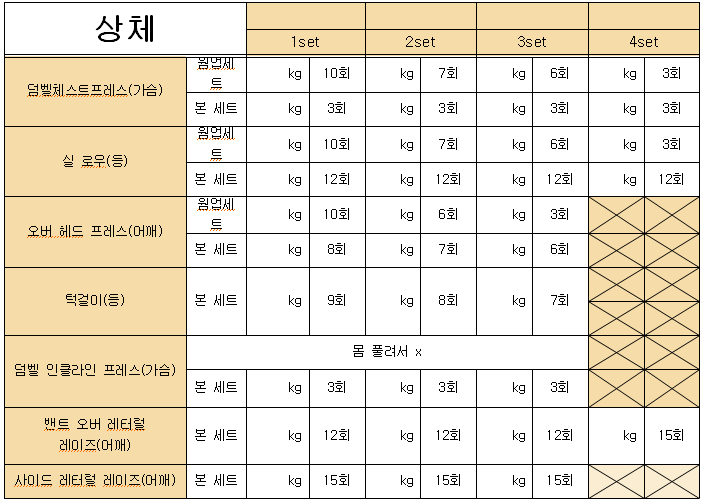 상체
1set 2set 3set 4set
덤벨체스트프레스(가슴)
웜업세
트
kg 10회 kg 7회 kg 6회 kg 3회
본 세트 kg 3회 kg 3회 kg 3회 kg 3회
실 로우(등)
웜업세
트
kg 10회 kg 7회 kg 6회 kg 3회
본 세트 kg 12회 kg 12회 kg 12회 kg 12회
오버 헤드 프레스(어깨)
웜업세
트
kg 10회 kg 6회 kg 3회
본 세트 kg 8회 kg 7회 kg 6회
턱걸이(등) 본 세트 kg 9회 kg 8회 kg 7회
덤벨 인클라인 프레스(가슴)
몸 풀려서 x
본 세트 kg 3회 kg 3회 kg 3회
밴트 오버 레터럴
레이즈(어깨)
본 세트 kg 12회 kg 12회 kg 12회 kg 15회
사이드 레터럴 레이즈(어깨) 본 세트 kg 15회 kg 15회 kg 15회